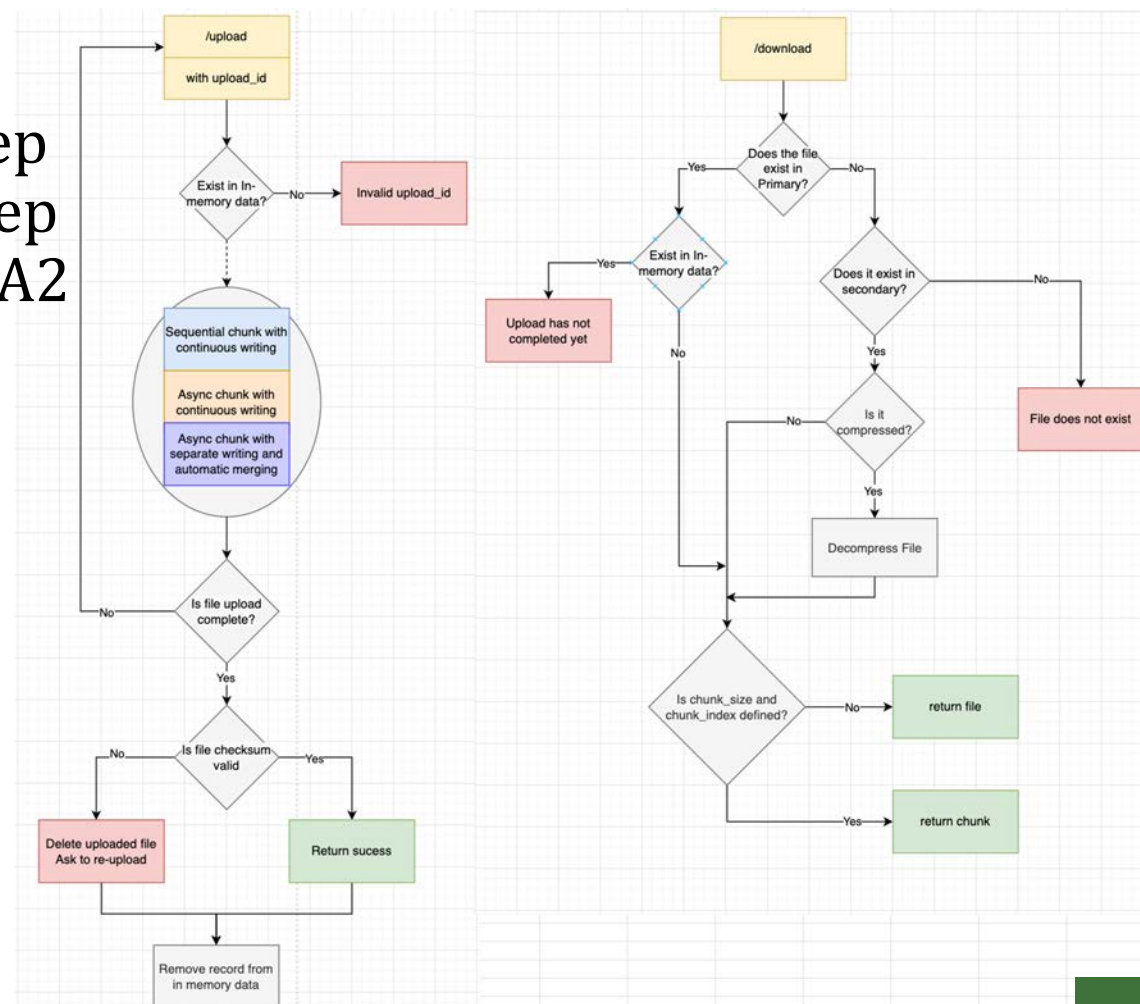 ep
ep
A2
/upload
with upload_id
Exist in In-
memory data?
No
Invalid upload_id
Sequential chunk with
continuous writing
Async chunk with
continuous writing
Async chunk with
separate writing and
automatic merging
Is file upload
complete?
No
Yes
Is file checksum
valid
No
Yes
Delete uploaded file
Ask to re-upload
Return sucess
Remove record from
in memory data
/download
Does the file
exist in
Primary?
Yes
No
Exist in In-
memory data?
Yes
Upload has not
completed yet
No
Does it exist in
secondary?
No
File does not exist
Yes
Is it
compressed?
No
Yes
Decompress File
Is chunk_size and
chunk_index defined?
No
return file
Yes
return chunk